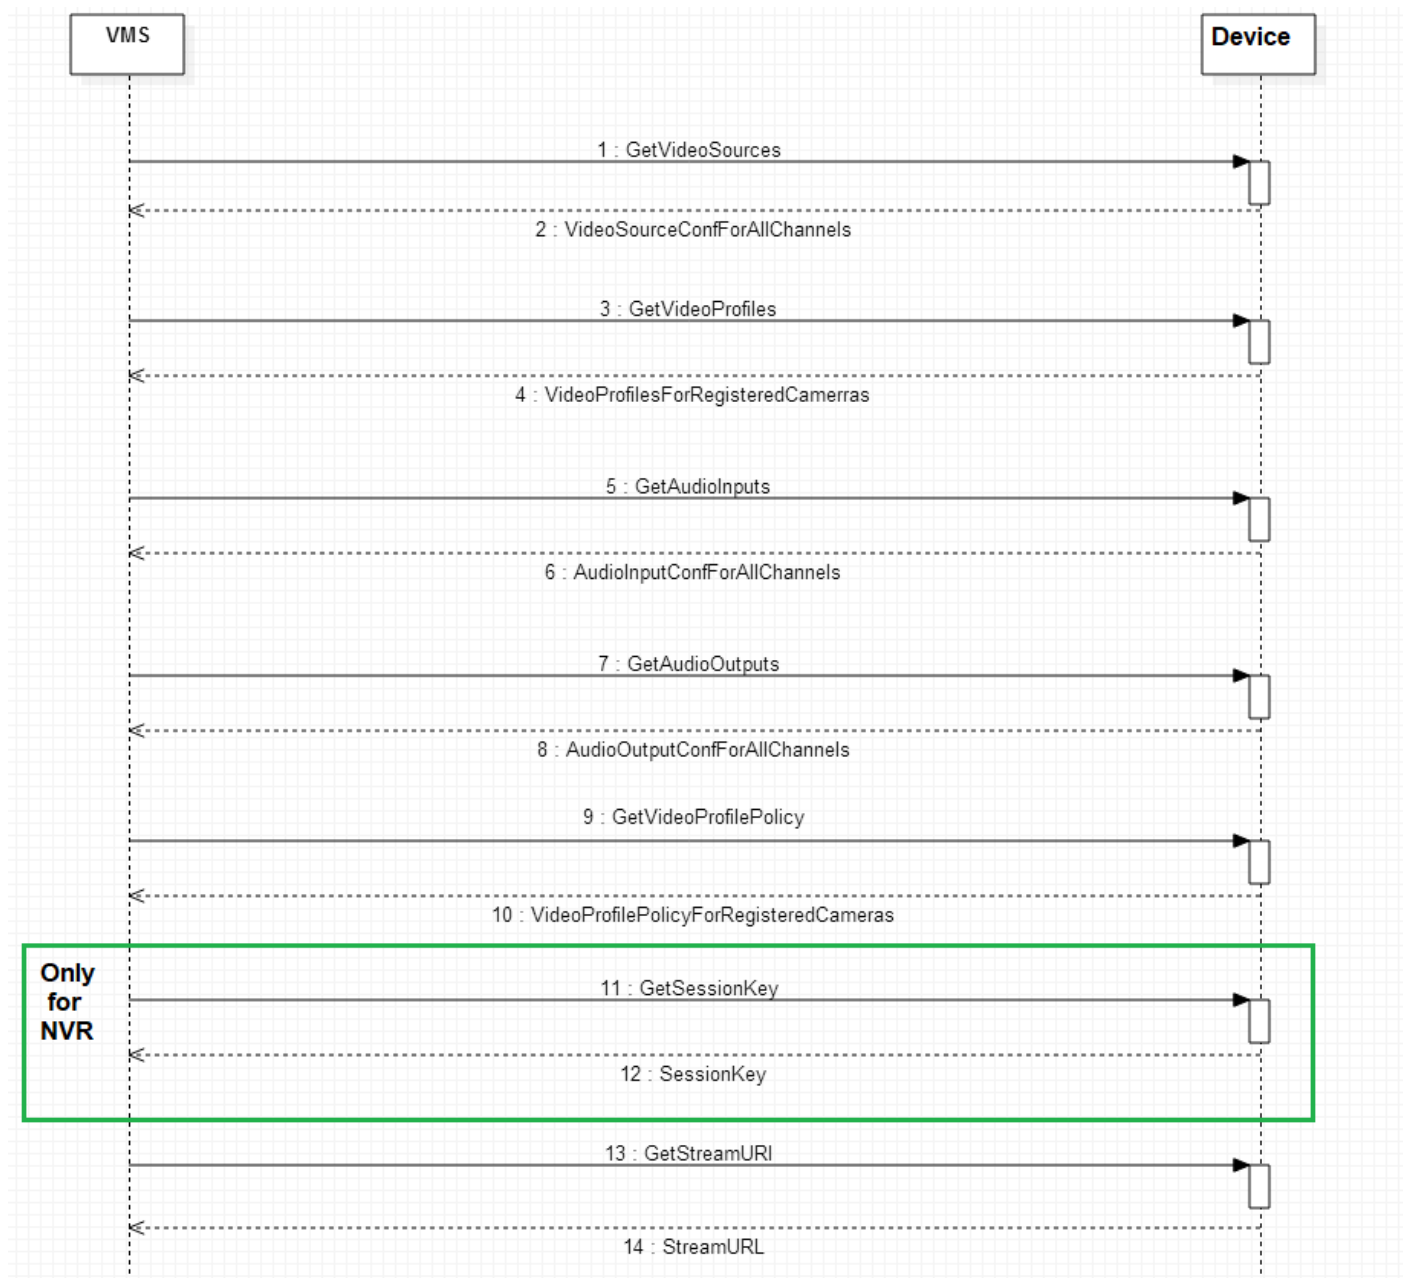 VMS
Device
1 : GetVideoSources
2 : VideoSourceConfForAllChannels
3 : GetVideoProfiles
4 : VideoProfilesForRegisteredCamerras
5 : GetAudioInputs
6 : AudioInputConfForAllChannels
7 : GetAudioOutputs
8 : AudioOutputConfForAllChannels
9 : GetVideoProfilePolicy
10 : VideoProfilePolicyForRegisteredCameras
Only
for
NVR
11 : GetSessionKey
12 : SessionKey
13 : GetStreamURI
14 : StreamURL